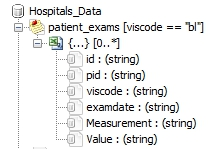 Hospitals_Data
patient_exams [viscode == "bl"]
{...} [0..*]
id : (string)
pid : (string)
viscode : (string)
examdate : (string)
Measurement : (string)
Value : (string)